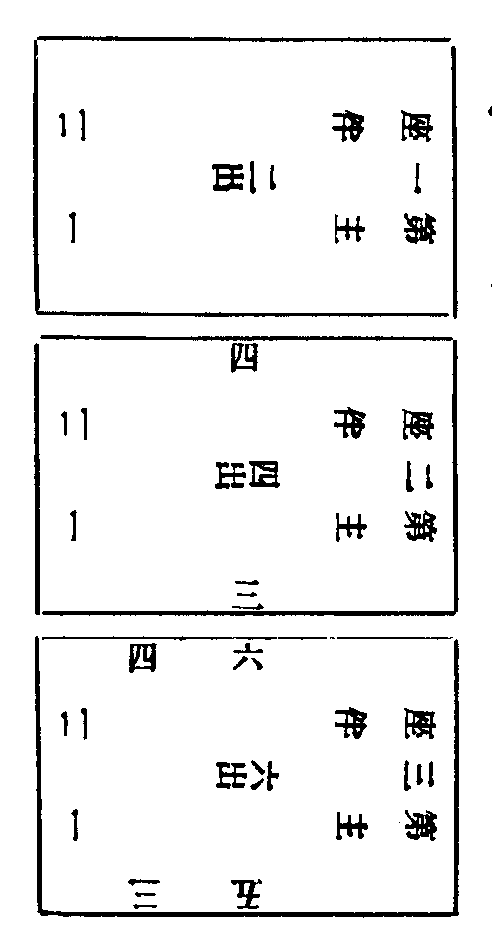 第一座
主伴
二出
一二
第二座
主伴
三
四出
四
一二
第三座
主伴
五
六出
六
三四
一二